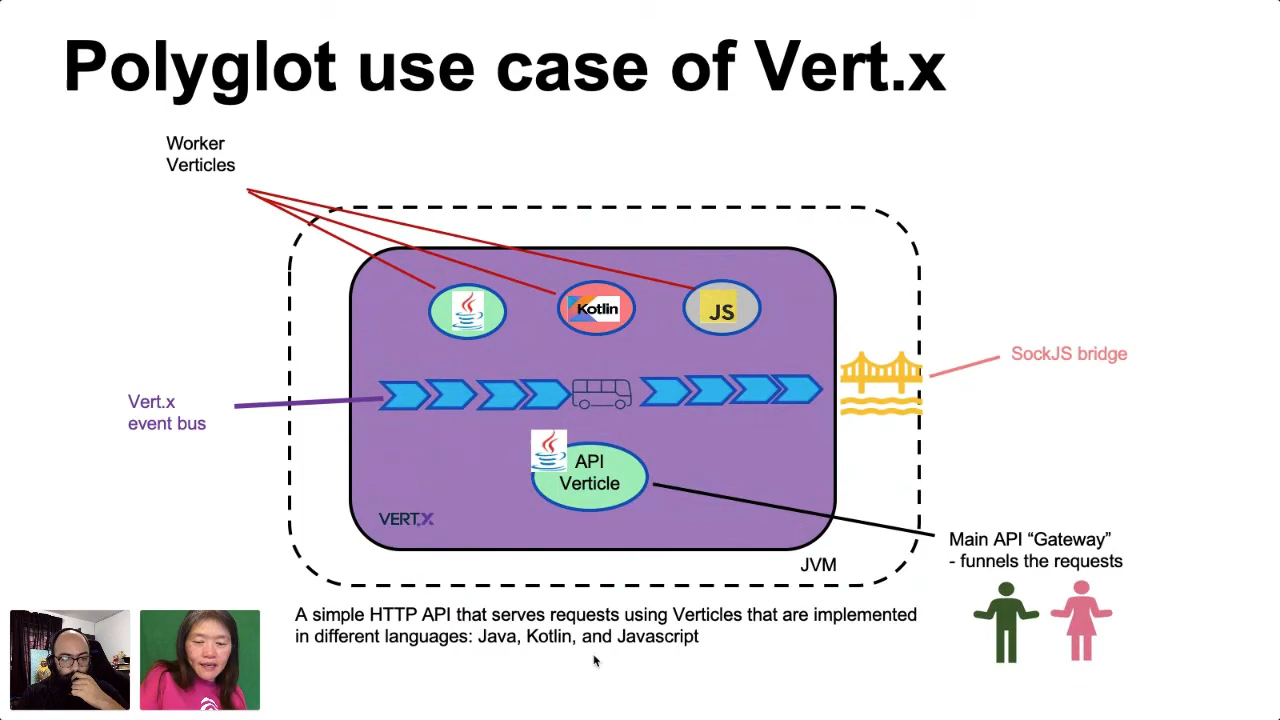 Polyglot use case of Vert.x
Worker
Verticles
Kotlin
JS
SockJS bridge
Vert.x
event bus
API
Verticle
VERT.X
Main API “Gateway”
- funnels the requests
JVM
A simple HTTP API that serves requests using Verticles that are implemented
in different languages: Java, Kotlin, and Javascript